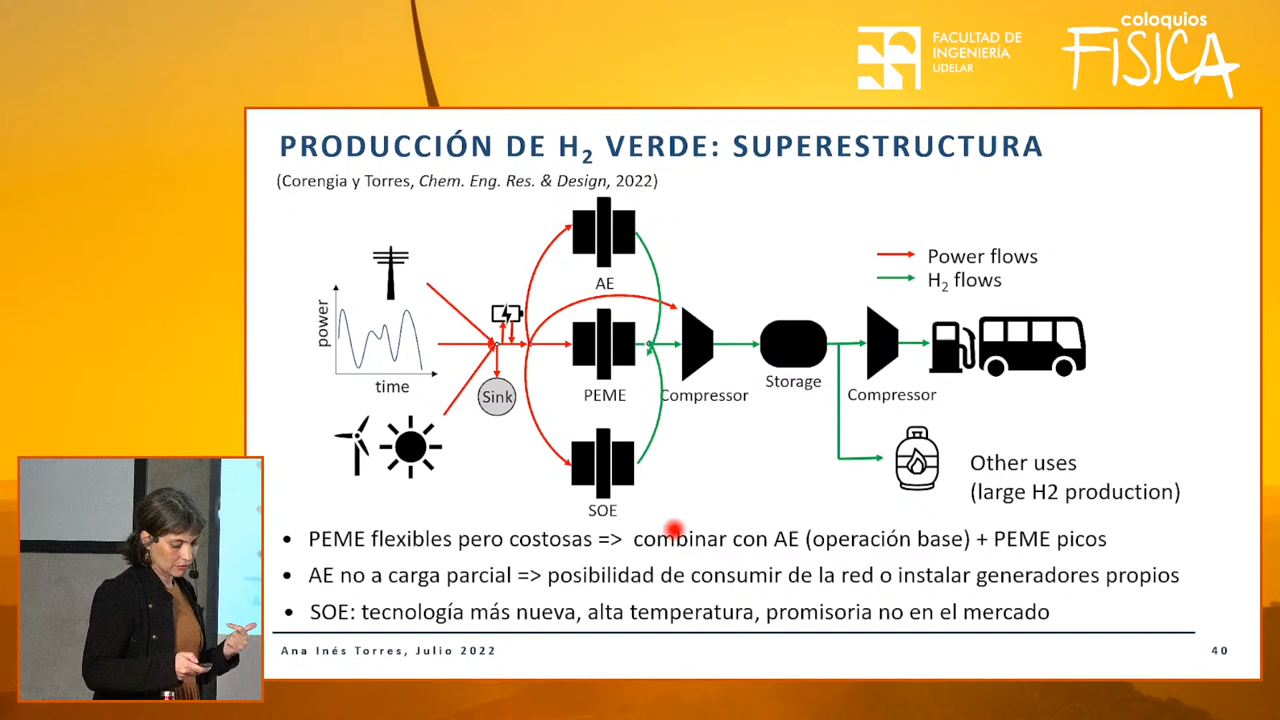 coloquios
FISICA
FACULTAD DE
INGENIERÍA
UDELAR
PRODUCCIÓN DE H₂ VERDE: SUPERESTRUCTURA
(Corengia y Torres, Chem. Eng. Res. & Design, 2022)
Power flows
H₂ flows
AE
power
time
Sink
PEME
Compressor
Storage
Compressor
SOE
Other uses
(large H2 production)
• PEME flexibles pero costosas => combinar con AE (operación base) + PEME picos
• AE no a carga parcial => posibilidad de consumir de la red o instalar generadores propios
• SOE: tecnología más nueva, alta temperatura, promisoria no en el mercado
Ana Inés Torres, Julio 2022
40